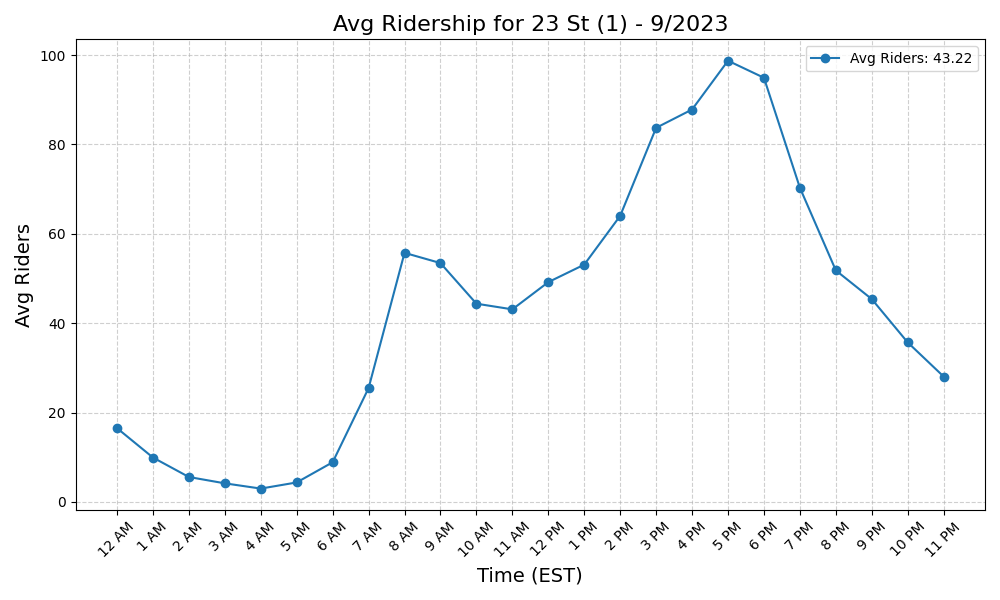 Avg Ridership for 23 St (1) - 9/2023
Avg Riders: 43.22
Avg Riders
100
80
60
40
20
0
12 AM
1 AM
2 AM
3 AM
4 AM
5 AM
6 AM
7 AM
8 AM
9 AM
10 AM
11 AM
12 PM
1 PM
2 PM
3 PM
4 PM
5 PM
6 PM
7 PM
8 PM
9 PM
10 PM
11 PM
Time (EST)